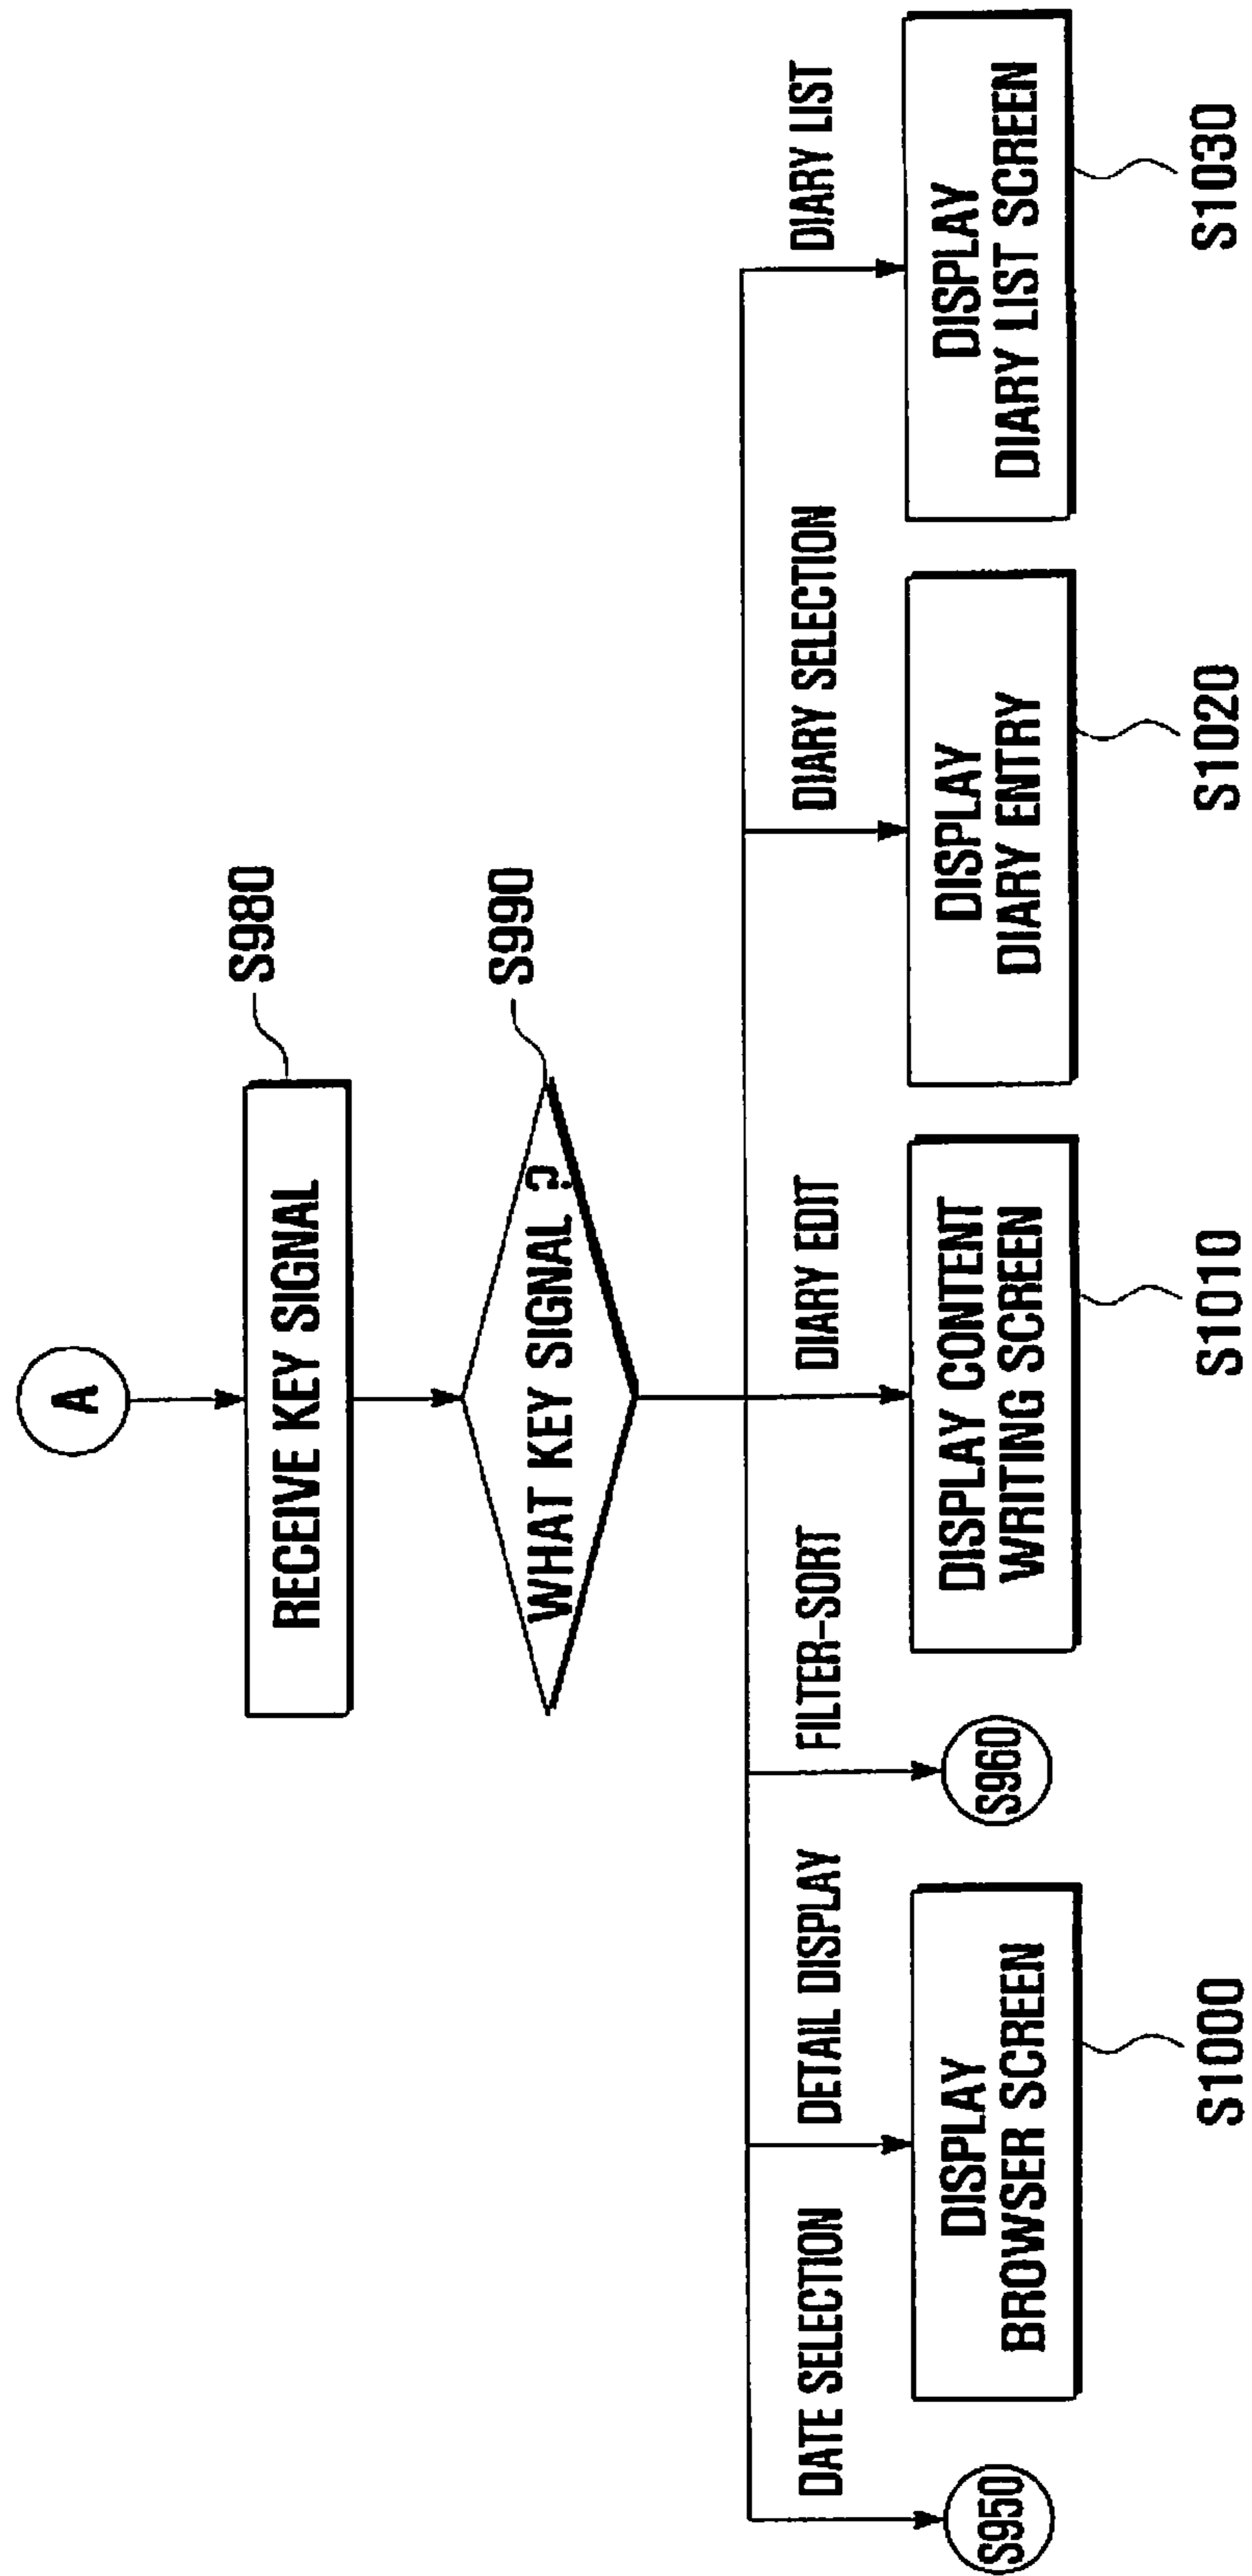 A
RECEIVE KEY SIGNAL
S980
WHAT KEY SIGNAL ?
S990
DATE SELECTION
DETAIL DISPLAY
FILTER-SORT
DIARY EDIT
DIARY SELECTION
DIARY LIST
S950
DISPLAY
BROWSER SCREEN
S960
DISPLAY CONTENT
WRITING SCREEN
DISPLAY
DIARY ENTRY
DISPLAY
DIARY LIST SCREEN
S1000
S1010
S1020
S1030